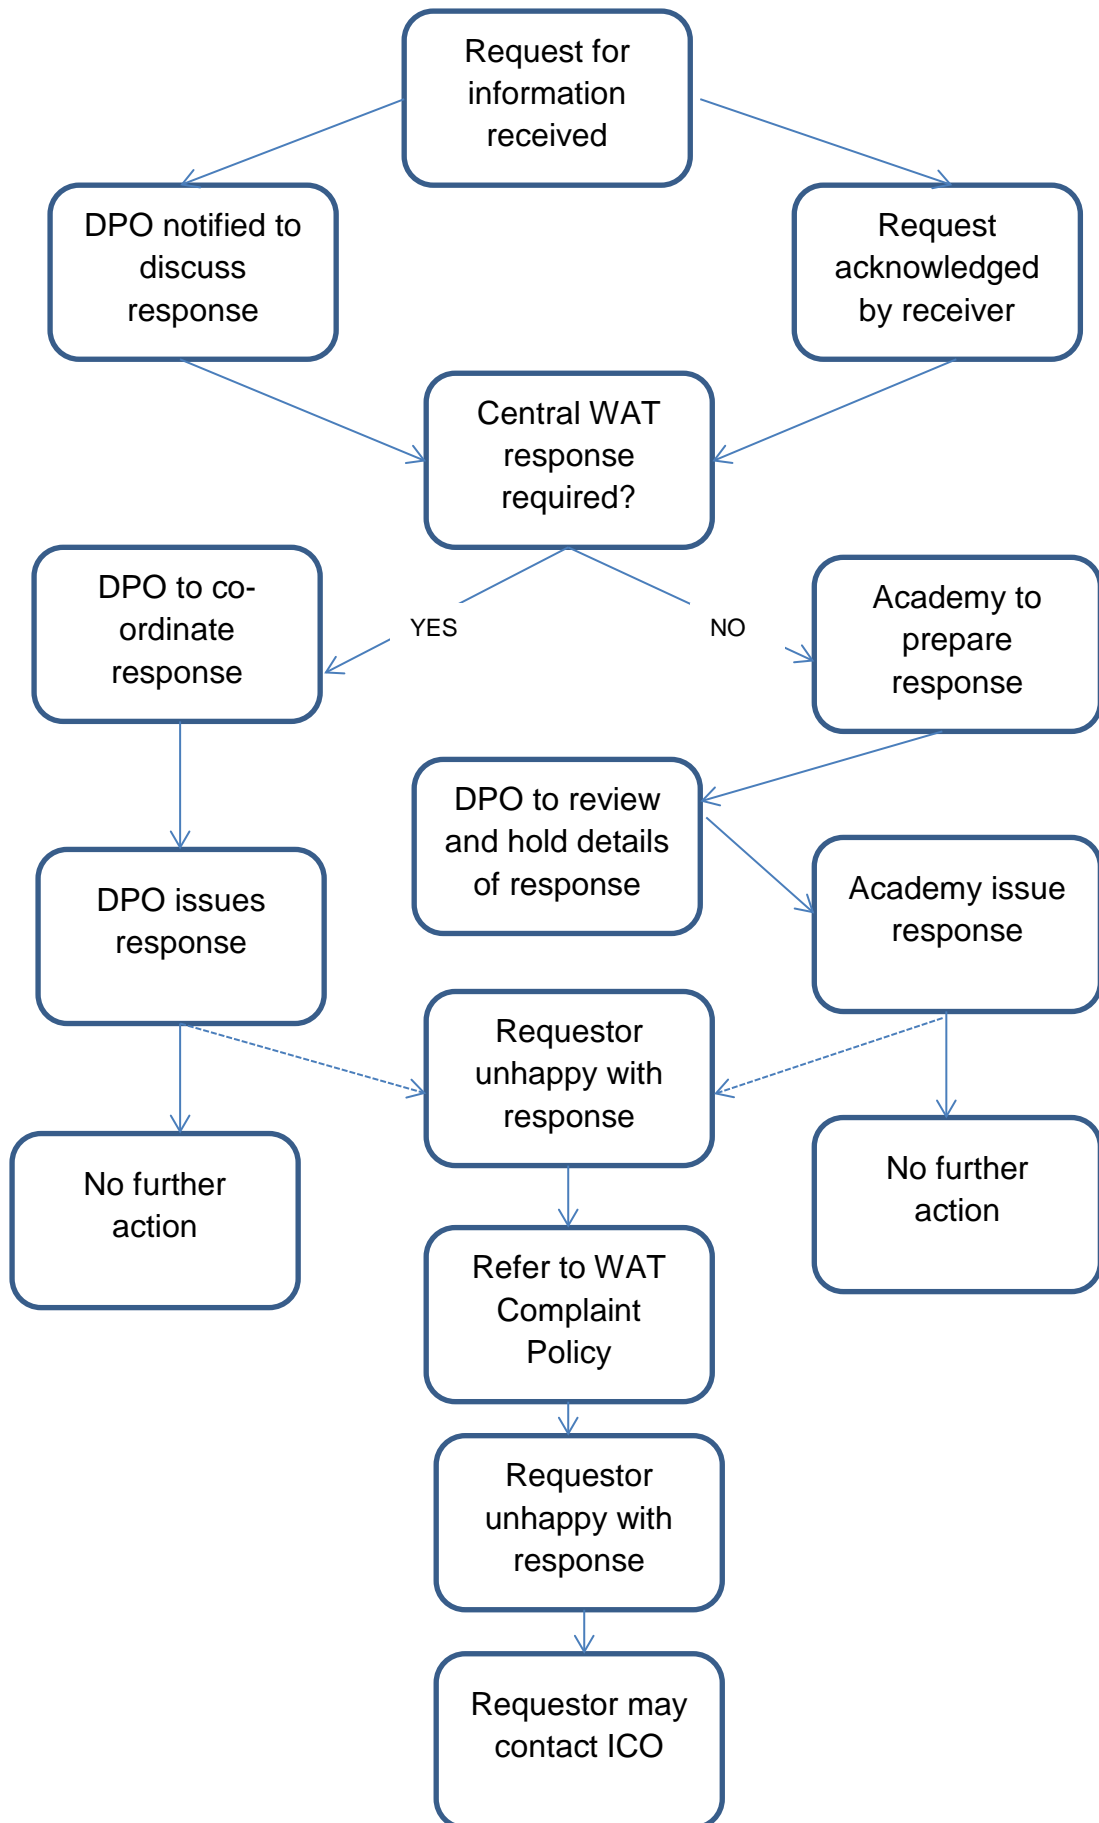 Request for
information
received
DPO notified to
discuss
response
Request
acknowledged
by receiver
Central WAT
response
required?
YES
NO
DPO to co-
ordinate
response
Academy to
prepare
response
DPO to review
and hold details
of response
DPO issues
response
Academy issue
response
Requestor
unhappy with
response
No further
action
No further
action
Refer to WAT
Complaint
Policy
Requestor
unhappy with
response
Requestor may
contact ICO